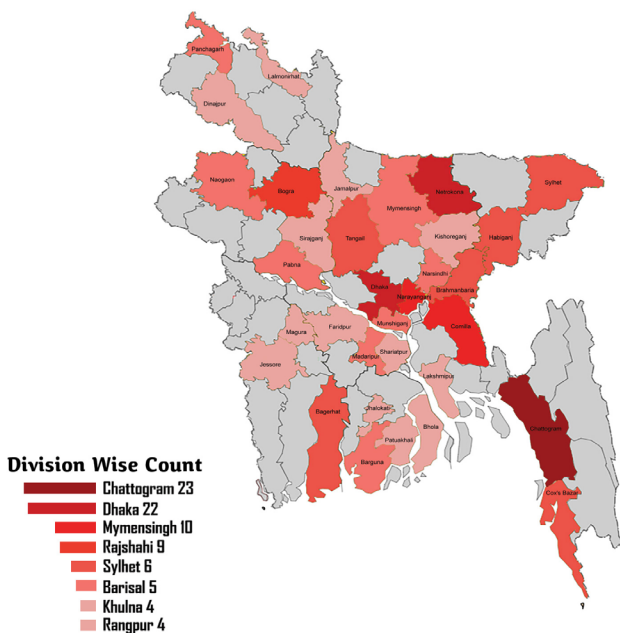 Panchagarh
Lalmonirhat
Dinajpur
Naogaon
Bogra
Jamalpur
Mymensingh
Netrokona
Sylhet
Sirajganj
Tangail
Kishoreganj
Habiganj
Pabna
Narsindhi
Dhaka
Narayanganj
Brahmanbaria
Munshiganj
Comilla
Magura
Faridpur
Madaripur
Shariatpur
Jessore
Lakshmipur
Bagerhat
Jhalokati
Bhola
Chattogram
Patuakhali
Barguna
Cox's Bazar
Division Wise Count
Chattogram 23
Dhaka 22
Mymensingh 10
Rajshahi 9
Sylhet 6
Barisal 5
Khulna 4
Rangpur 4